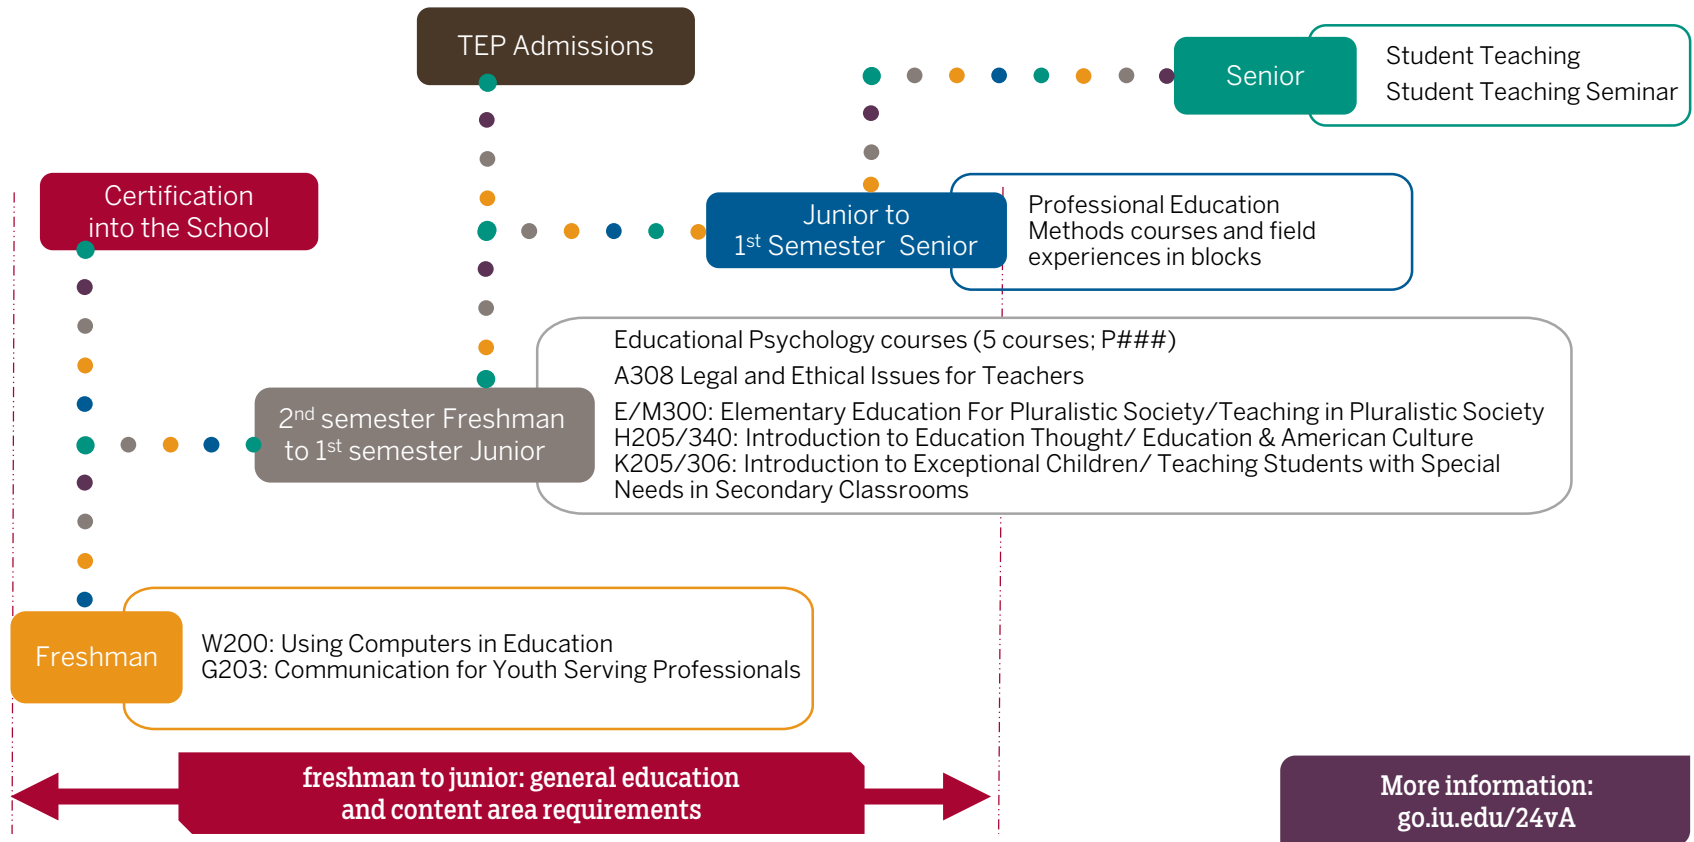 TEP Admissions
Senior
Student Teaching
Student Teaching Seminar
Certification
into the School
Junior to
1st Semester Senior
Professional Education
Methods courses and field
experiences in blocks
2nd semester Freshman
to 1st semester Junior
Educational Psychology courses (5 courses; P###)
A308 Legal and Ethical Issues for Teachers
E/M300: Elementary Education For Pluralistic Society/Teaching in Pluralistic Society
H205/340: Introduction to Education Thought/ Education & American Culture
K205/306: Introduction to Exceptional Children/ Teaching Students with Special
Needs in Secondary Classrooms
Freshman
W200: Using Computers in Education
G203: Communication for Youth Serving Professionals
freshman to junior: general education
and content area requirements
More information:
go.iu.edu/24vA